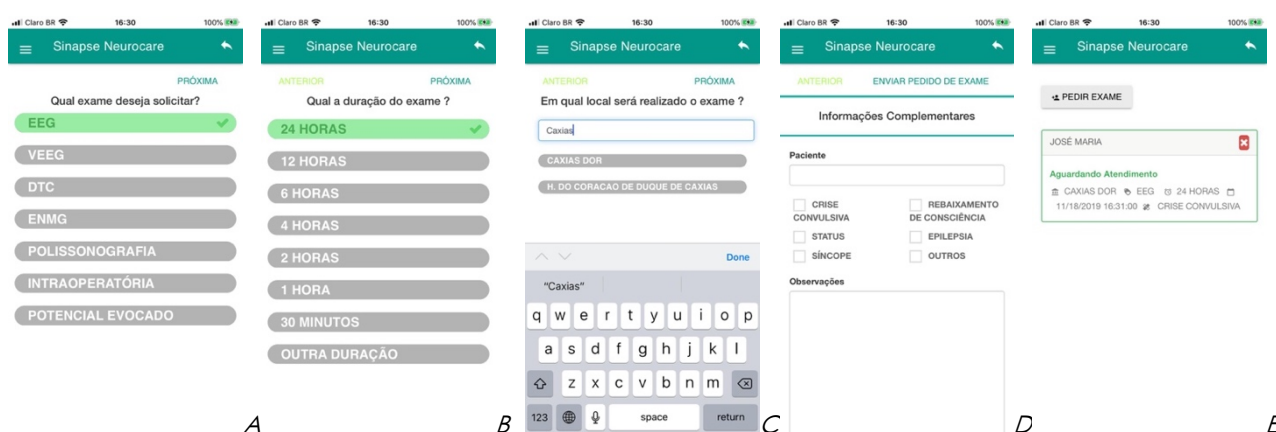 Claro BR 16:30 100%
Sinapse Neurocare
PRÓXIMA
Qual exame deseja solicitar?
EEG
VEEG
DTC
ENMG
POLISSONOGRAFIA
INTRAOPERATÓRIA
POTENCIAL EVOCADO
A
Claro BR 16:30 100%
Sinapse Neurocare
ANTERIOR PRÓXIMA
Qual a duração do exame ?
24 HORAS
12 HORAS
6 HORAS
4 HORAS
2 HORAS
1 HORA
30 MINUTOS
OUTRA DURAÇÃO
B
Claro BR 16:30 100%
Sinapse Neurocare
ANTERIOR PRÓXIMA
Em qual local será realizado o exame ?
Caxias
CAXIAS DOR
H. DO CORACAO DE DUQUE DE CAXIAS
Done
"Caxias"
q w e r t y u i o p
a s d f g h j k l
z x c v b n m
123 space return
C
Claro BR 16:30 100%
Sinapse Neurocare
ANTERIOR ENVIAR PEDIDO DE EXAME
Informações Complementares
Paciente
CRISE CONVULSIVA REBAIXAMENTO DE CONSCIÊNCIA
STATUS EPILEPSIA
SÍNCOPE OUTROS
Observações
D
Claro BR 16:30 100%
Sinapse Neurocare
PEDIR EXAME
JOSÉ MARIA
Aguardando Atendimento
CAXIAS DOR EEG 24 HORAS
11/18/2019 16:31:00 CRISE CONVULSIVA
E